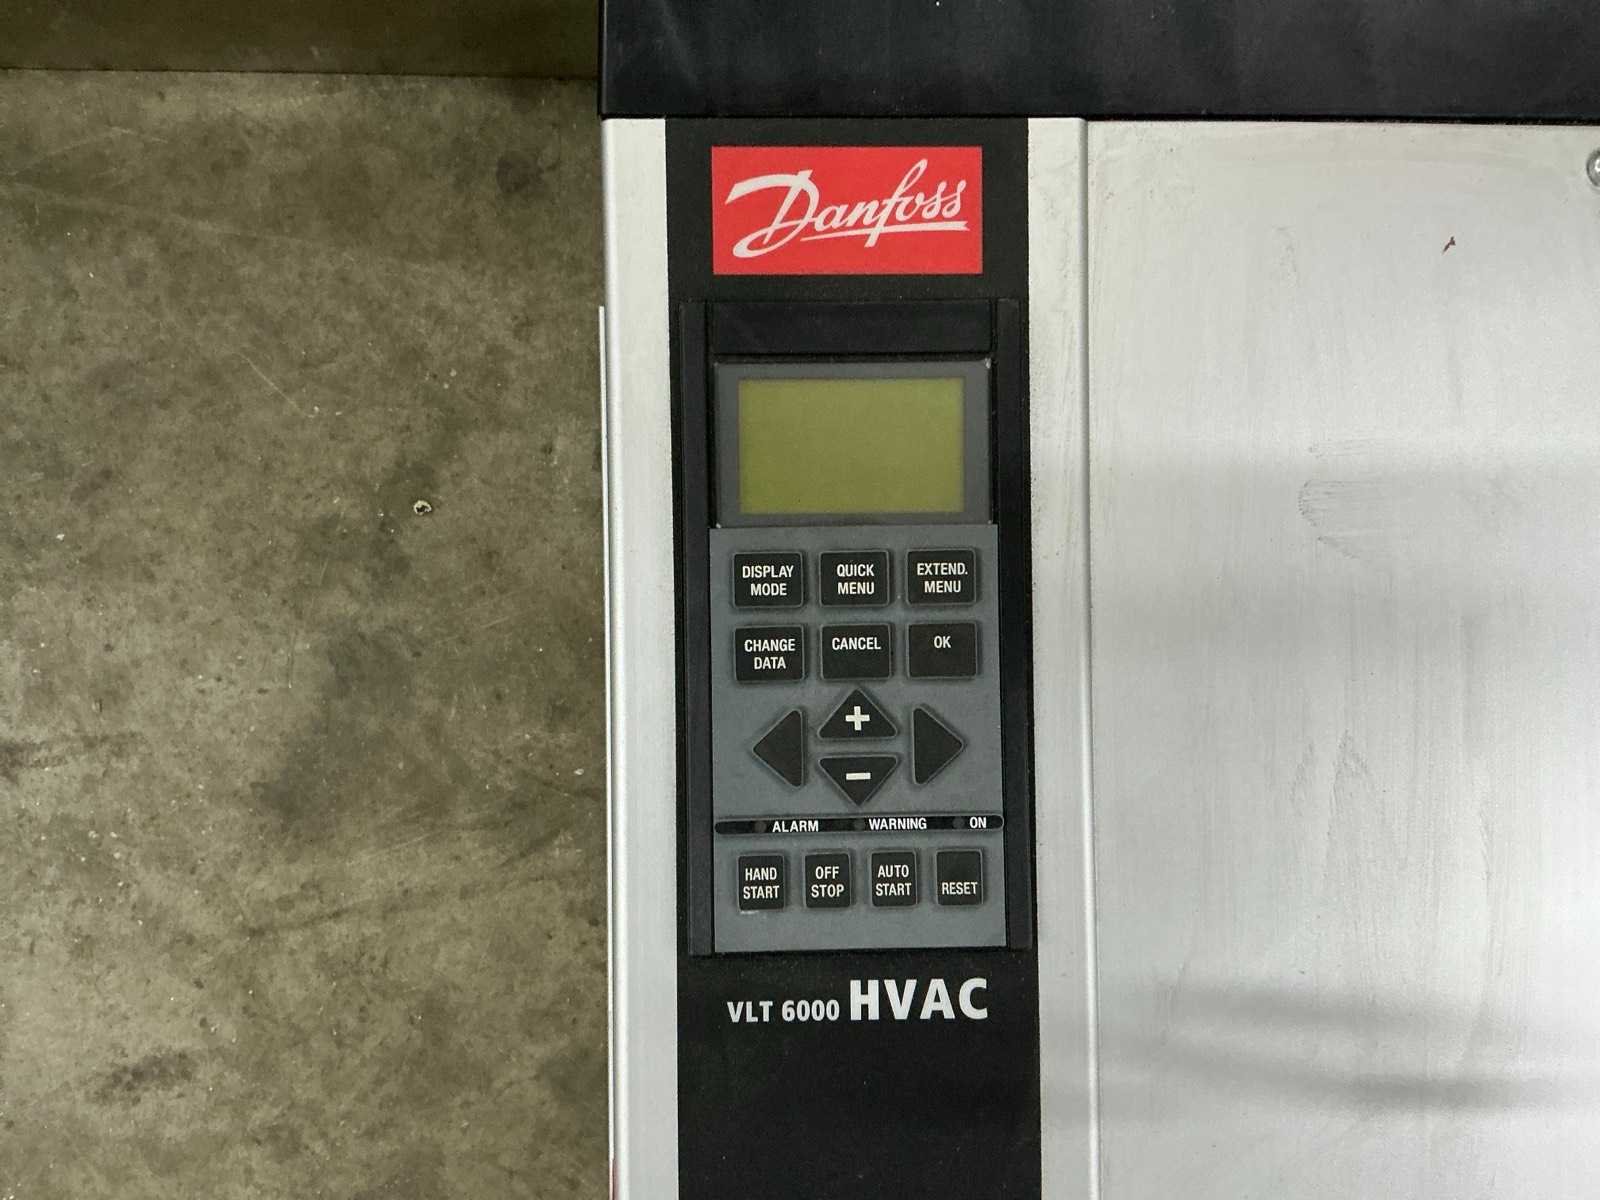 Danfoss
DISPLAY
MODE
QUICK
MENU
EXTEND.
MENU
CHANGE
DATA
CANCEL
OK
+
−
ALARM WARNING ON
HAND
START
OFF
STOP
AUTO
START
RESET
VLT 6000 HVAC